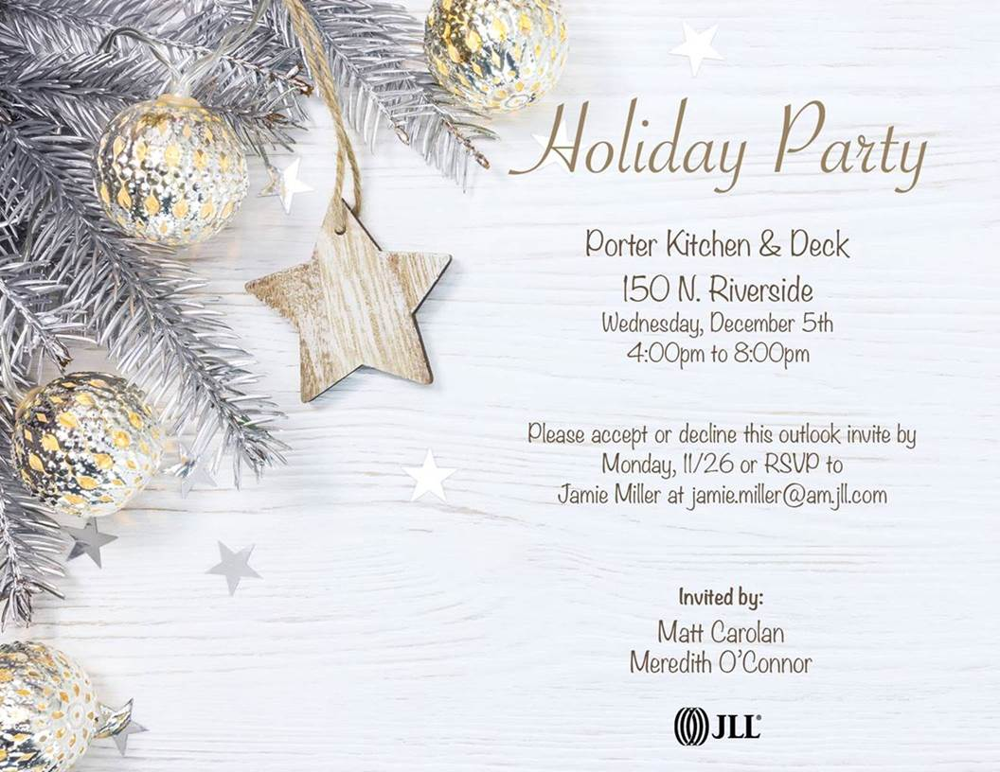 Holiday Party
Porter Kitchen & Deck
150 N. Riverside
Wednesday, December 5th
4:00pm to 8:00pm
Please accept or decline this outlook invite by
Monday, 11/26 or RSVP to
Jamie Miller at jamie.miller@am.jll.com
Invited by:
Matt Carolan
Meredith O'Connor
JLL®